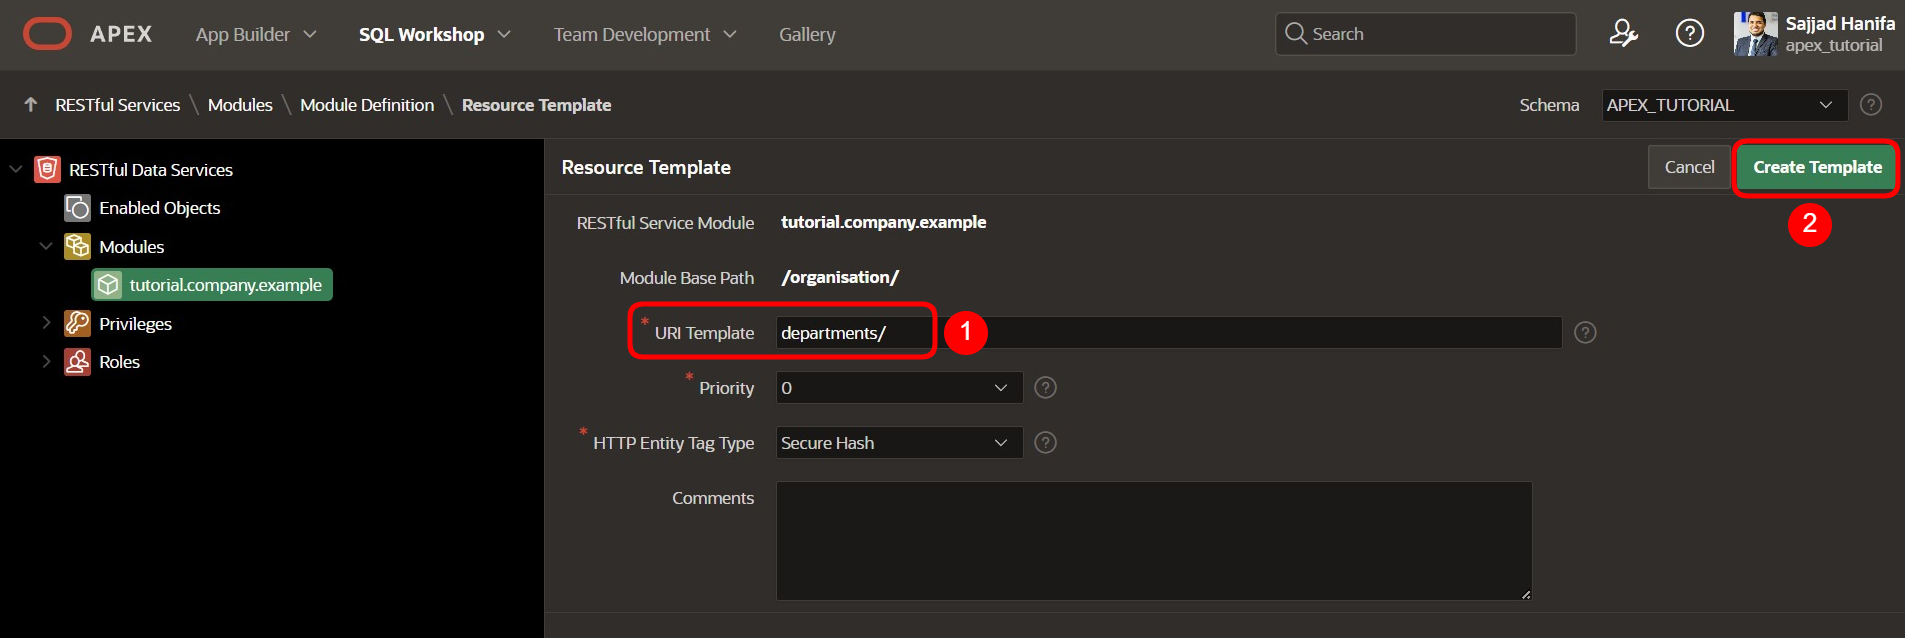 APEX App Builder SQL Workshop Team Development Gallery Search ? Sajjad Hanifa
apex_tutorial
RESTful Services \ Modules \ Module Definition \ Resource Template Schema APEX_TUTORIAL ?
RESTful Data Services
Enabled Objects
Modules
tutorial.company.example
Privileges
Roles
Resource Template Cancel Create Template
2
RESTful Service Module tutorial.company.example
Module Base Path /organisation/
* URI Template departments/ 1 ?
* Priority 0 ?
* HTTP Entity Tag Type Secure Hash ?
Comments